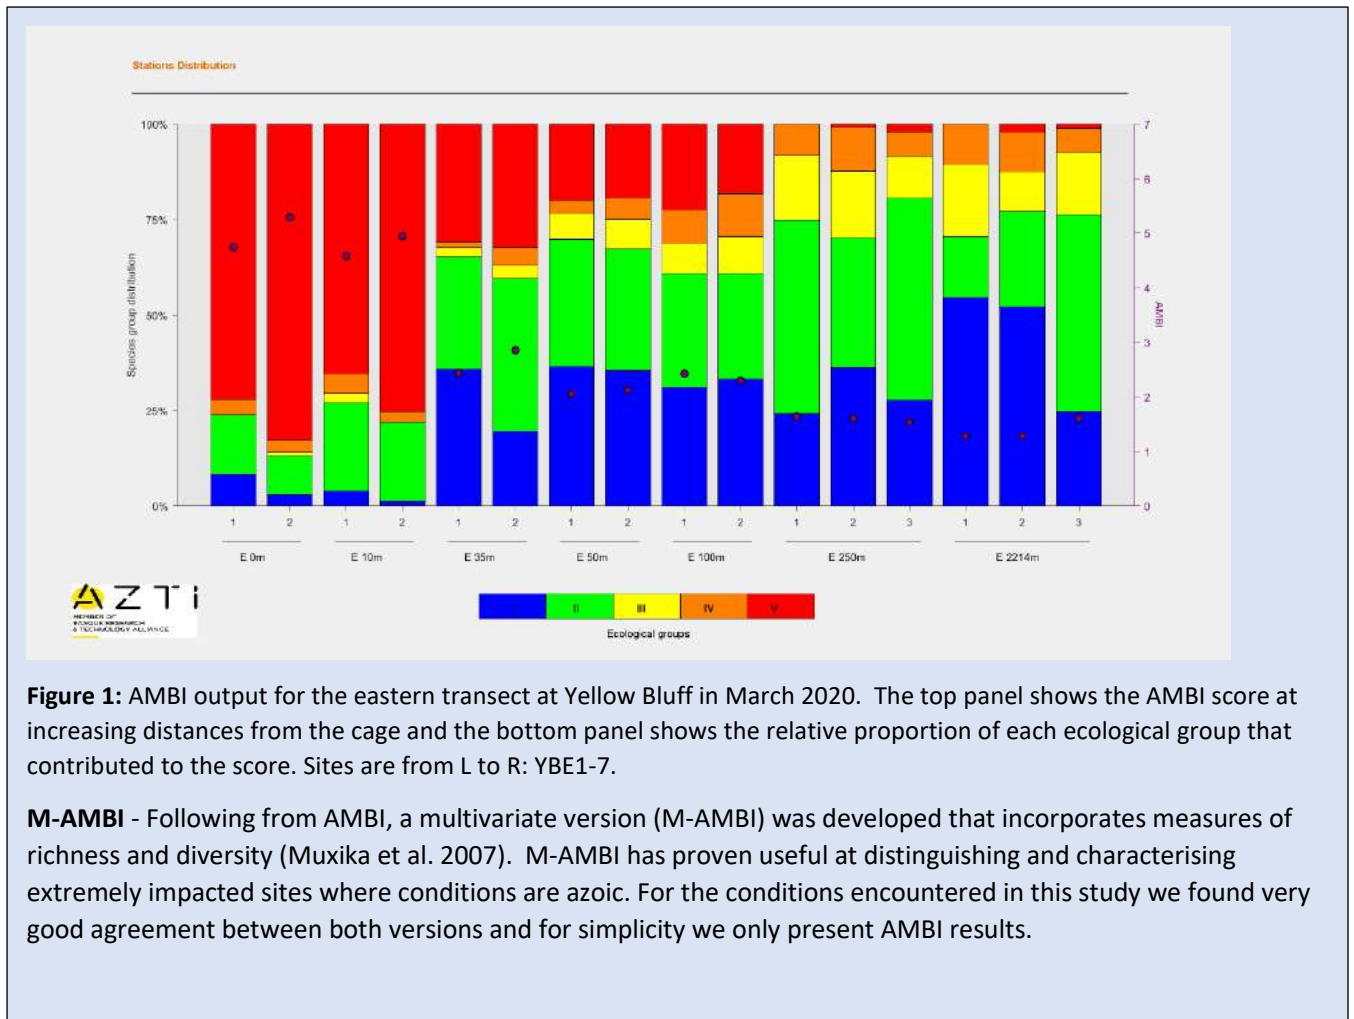 Stations Distribution
100%
75%
50%
25%
0%
Species group distribution
7
6
5
4
3
2
1
0
AMBI
1 2 1 2 1 2 1 2 1 2 1 2 3 1 2 3
E 0m E 10m E 35m E 50m E 100m E 250m E 2214m
I II III IV V
Ecological groups
AZTi
MEMBER OF
BASQUE RESEARCH
& TECHNOLOGY ALLIANCE
Figure 1: AMBI output for the eastern transect at Yellow Bluff in March 2020.  The top panel shows the AMBI score at
increasing distances from the cage and the bottom panel shows the relative proportion of each ecological group that
contributed to the score. Sites are from L to R: YBE1-7.
M-AMBI - Following from AMBI, a multivariate version (M-AMBI) was developed that incorporates measures of
richness and diversity (Muxika et al. 2007).  M-AMBI has proven useful at distinguishing and characterising
extremely impacted sites where conditions are azoic. For the conditions encountered in this study we found very
good agreement between both versions and for simplicity we only present AMBI results.